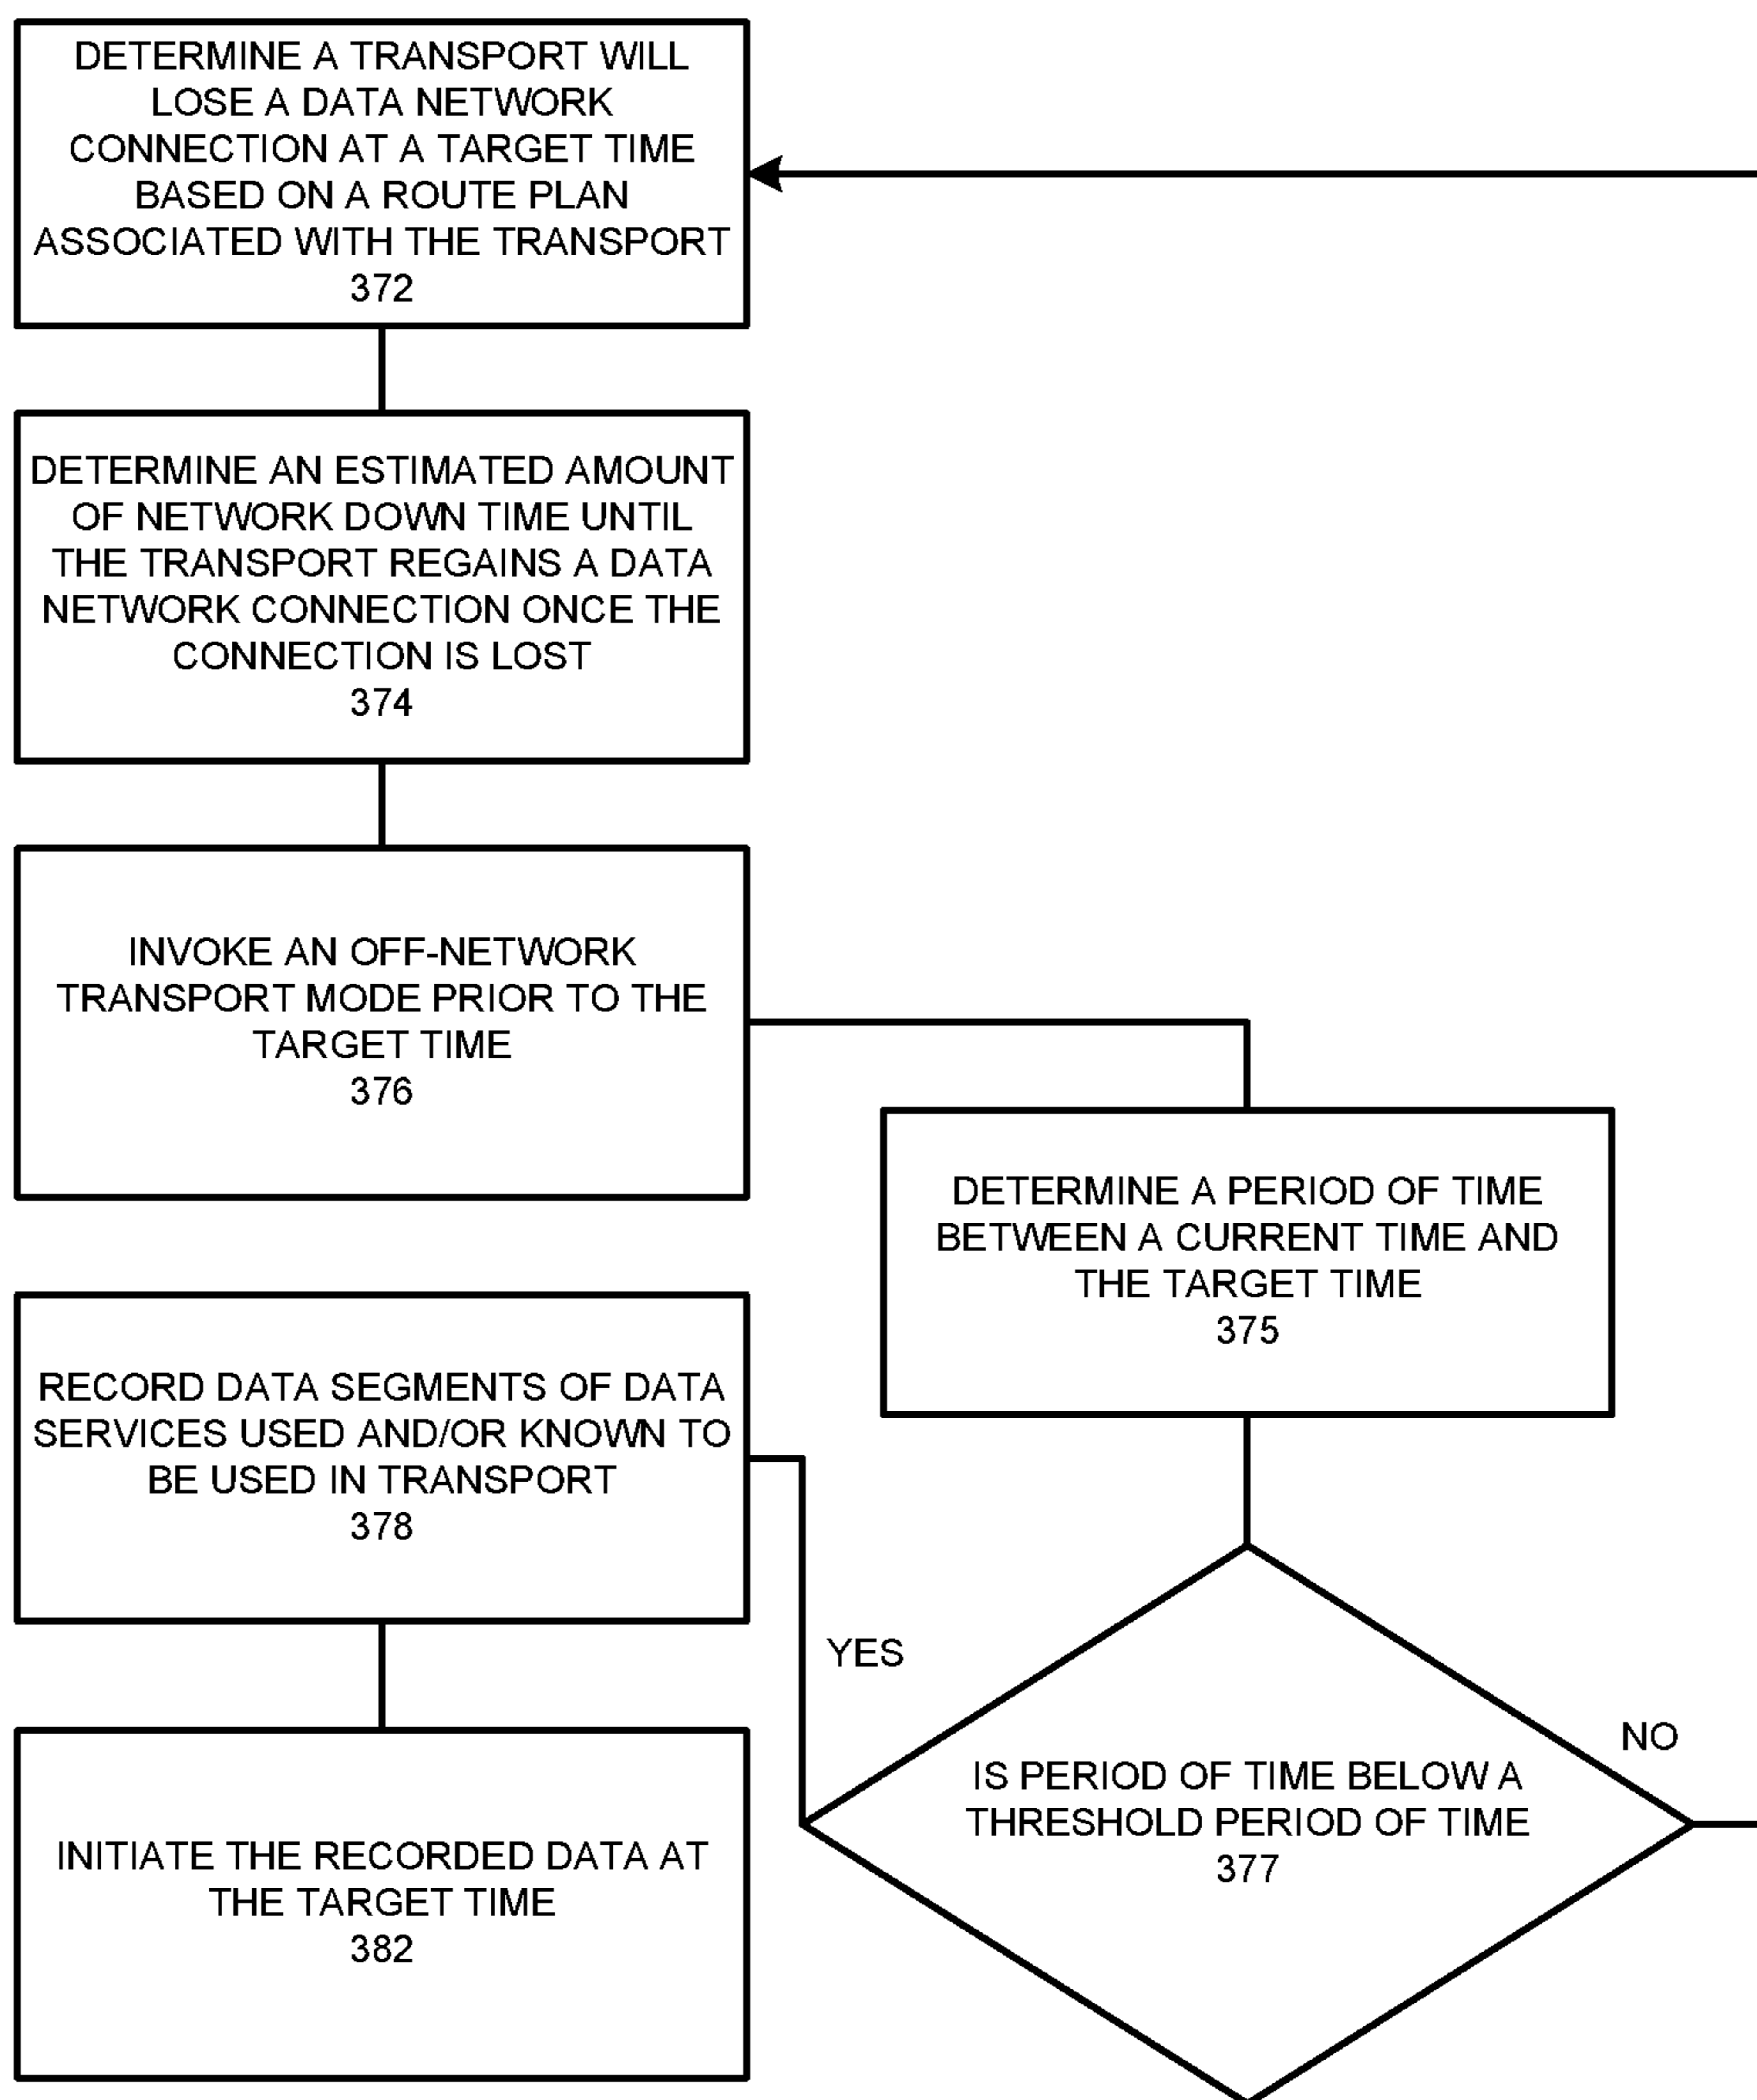 DETERMINE A TRANSPORT WILL
LOSE A DATA NETWORK
CONNECTION AT A TARGET TIME
BASED ON A ROUTE PLAN
ASSOCIATED WITH THE TRANSPORT
372
DETERMINE AN ESTIMATED AMOUNT
OF NETWORK DOWN TIME UNTIL
THE TRANSPORT REGAINS A DATA
NETWORK CONNECTION ONCE THE
CONNECTION IS LOST
374
INVOKE AN OFF-NETWORK
TRANSPORT MODE PRIOR TO THE
TARGET TIME
376
DETERMINE A PERIOD OF TIME
BETWEEN A CURRENT TIME AND
THE TARGET TIME
375
IS PERIOD OF TIME BELOW A
THRESHOLD PERIOD OF TIME
377
YES
NO
RECORD DATA SEGMENTS OF DATA
SERVICES USED AND/OR KNOWN TO
BE USED IN TRANSPORT
378
INITIATE THE RECORDED DATA AT
THE TARGET TIME
382